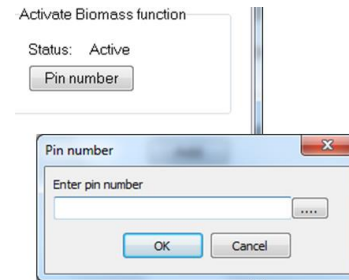 Activate Biomass function
Status: Active
Pin number
Pin number
Enter pin number
....
OK Cancel